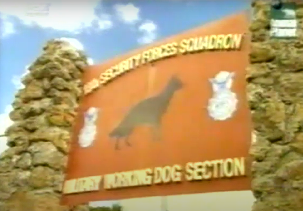 SECURITY FORCES SQUADRON
MILITARY WORKING DOG SECTION